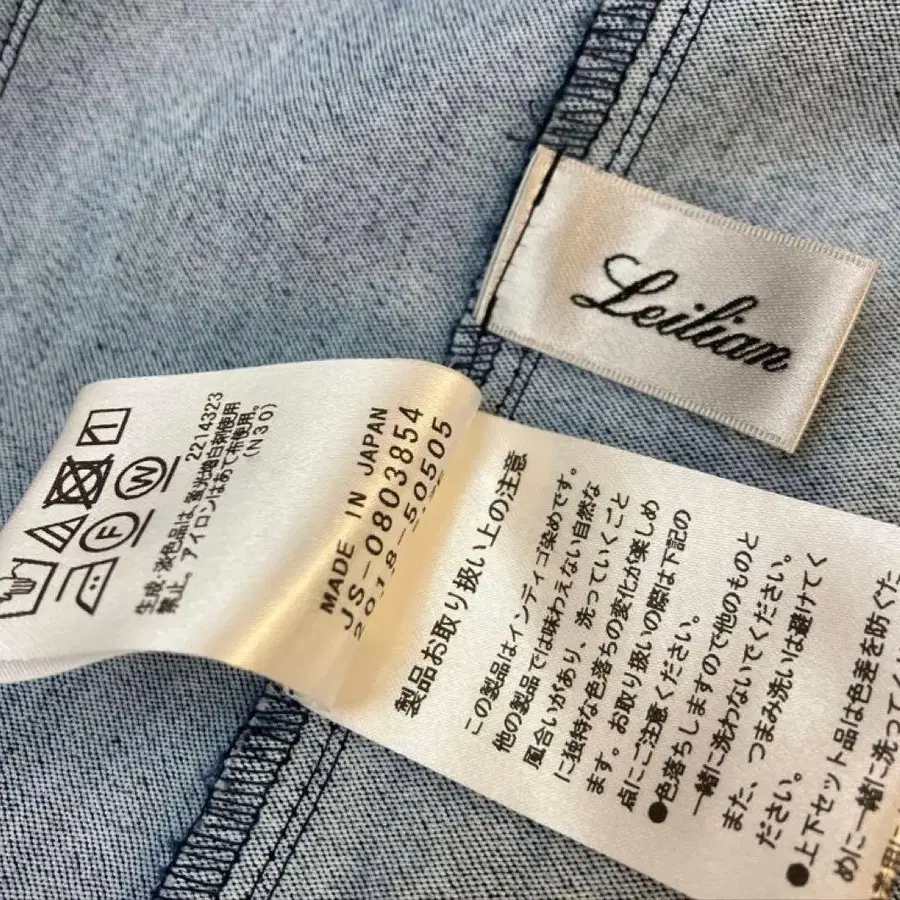 Leilian
W
F
2214323
生成・淡色品は、蛍光増白剤使用
禁止。アイロンはあて布使用。
(N30)
MADE IN JAPAN
JS-0803854
製品お取り扱い上の注意
この製品はインディゴ染めです。
他の製品では味わえない自然な
風合いがあり、洗っていくごと
に独特な色落ちの変化が楽しめ
ます。お取り扱いの際は下記の
点にご注意ください。
●色落ちしますので他のものと
一緒に洗わないでください。
また、つまみ洗いは避けてく
ださい。
●上下セット品は色差を防ぐた
めに一緒に洗ってく